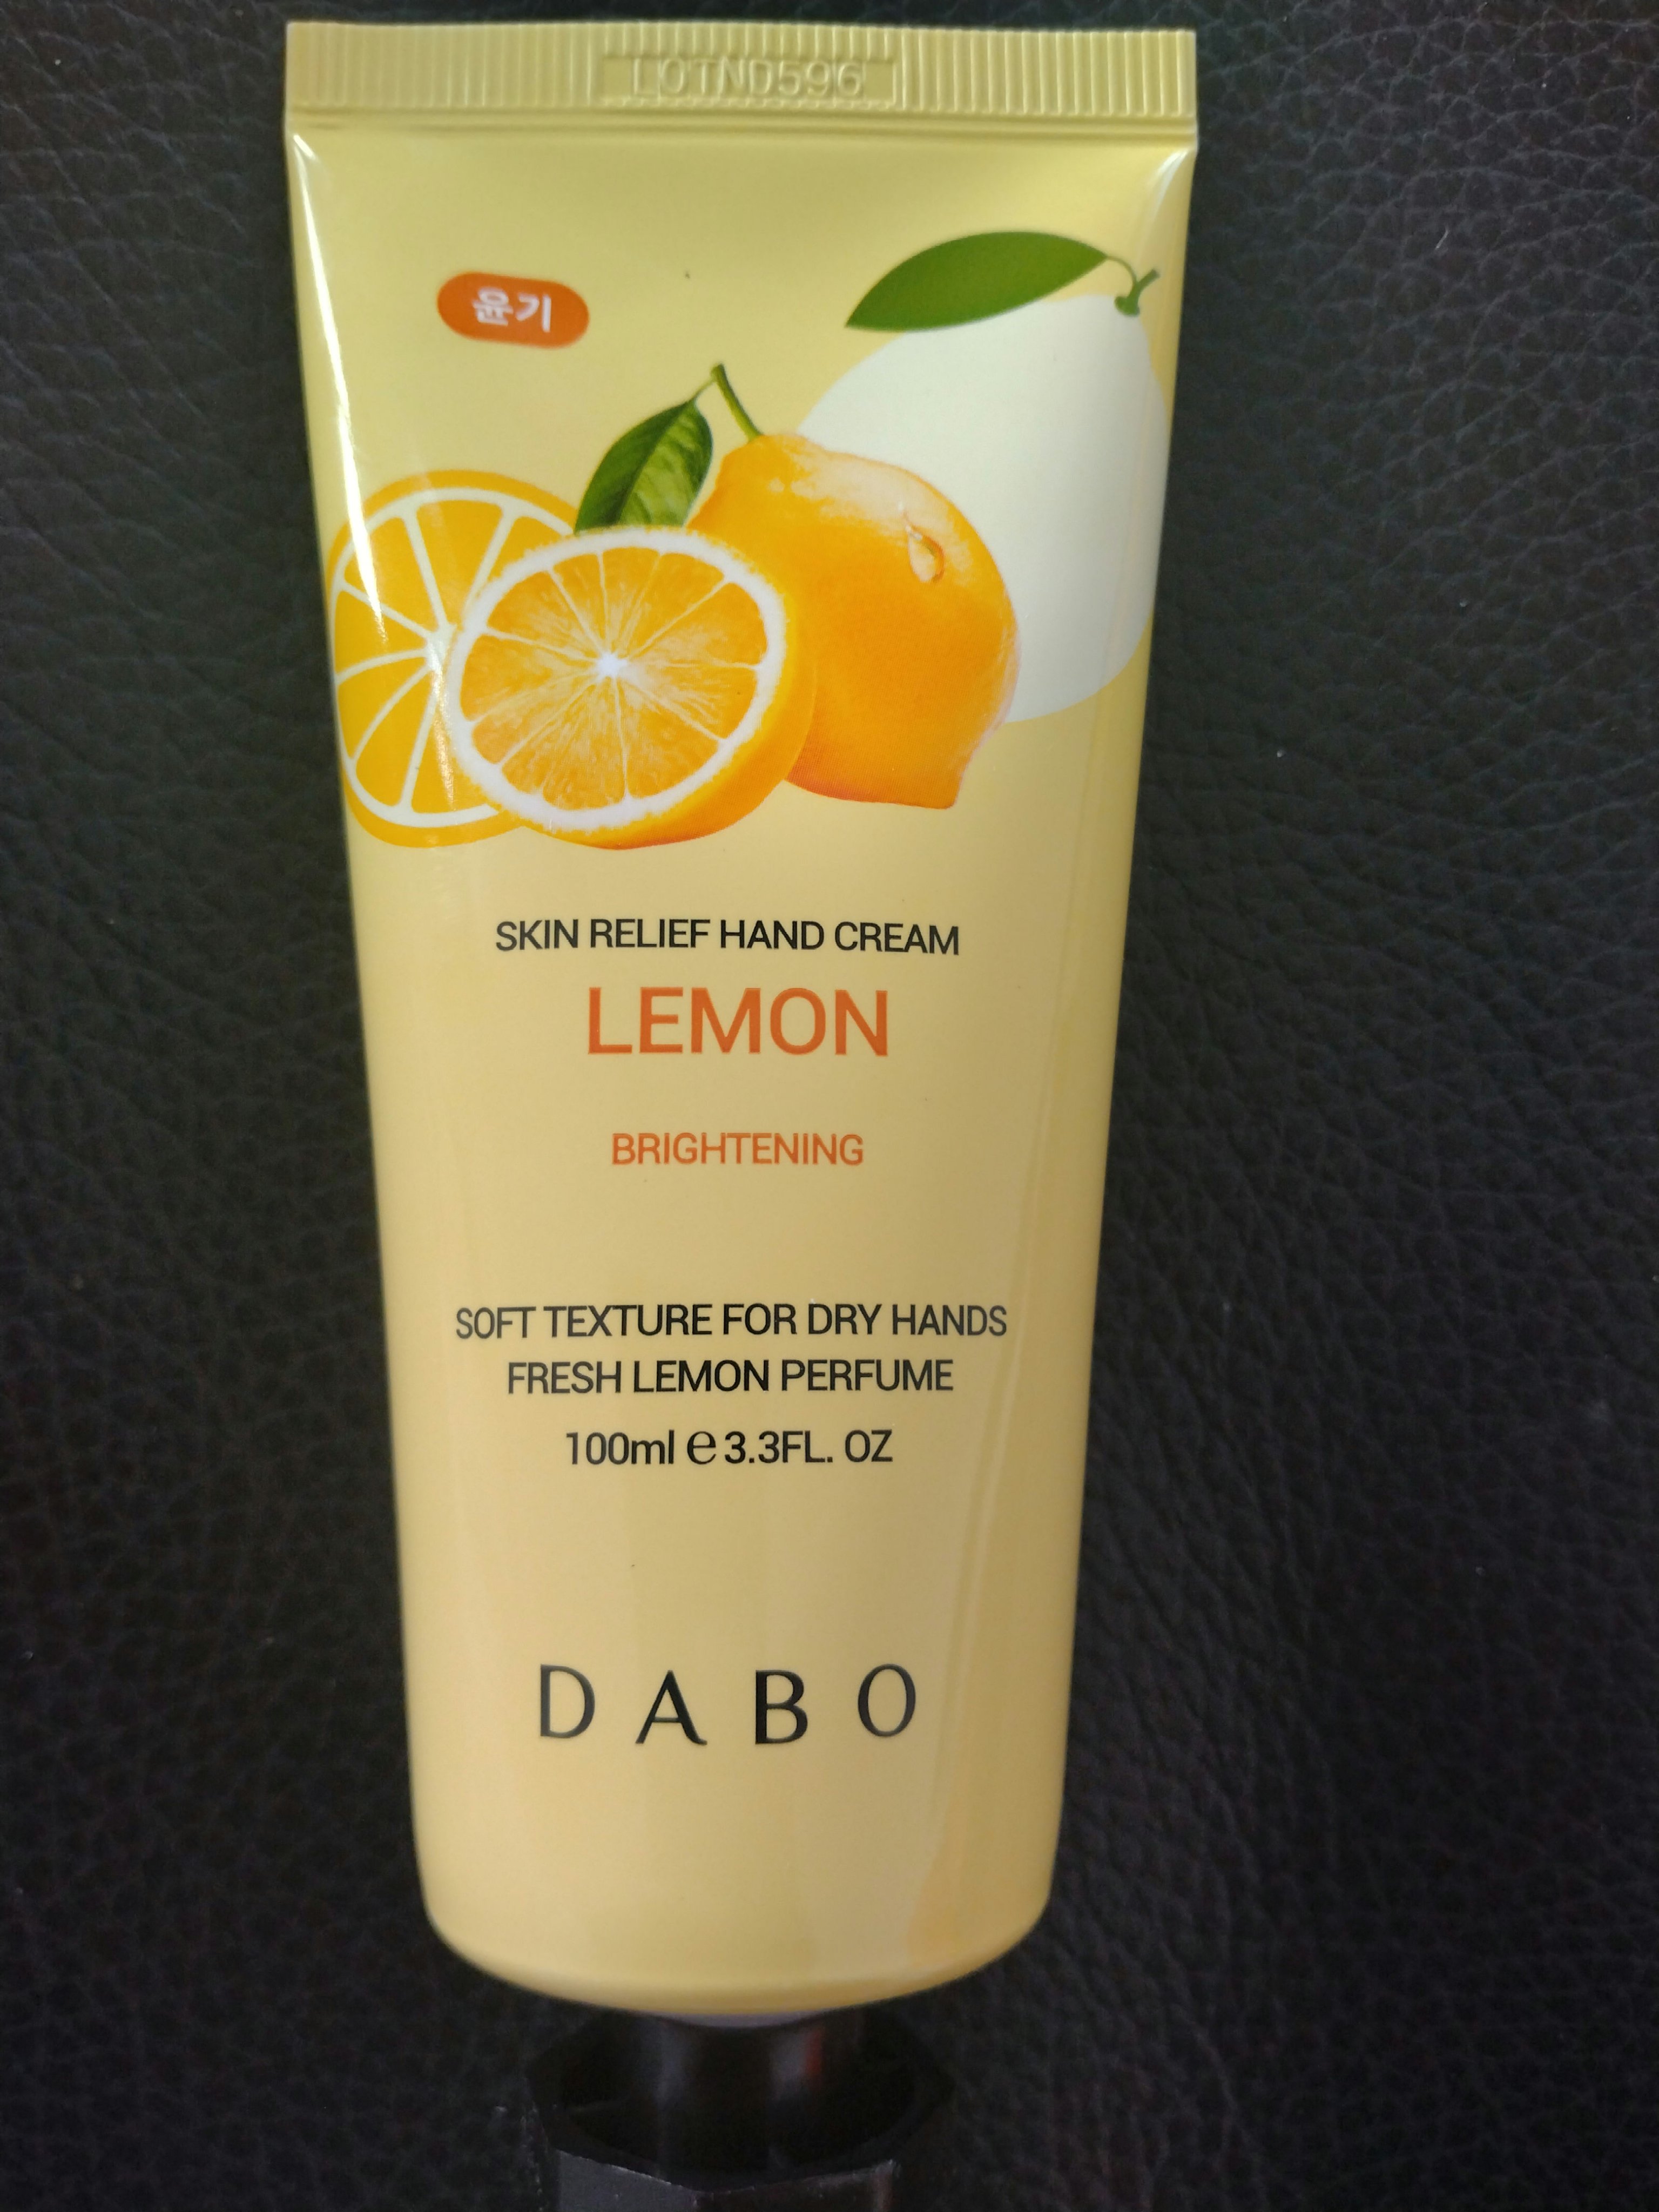 LOTND596
윤기
SKIN RELIEF HAND CREAM
LEMON
BRIGHTENING
SOFT TEXTURE FOR DRY HANDS
FRESH LEMON PERFUME
100ml ℮ 3.3FL. OZ
DABO